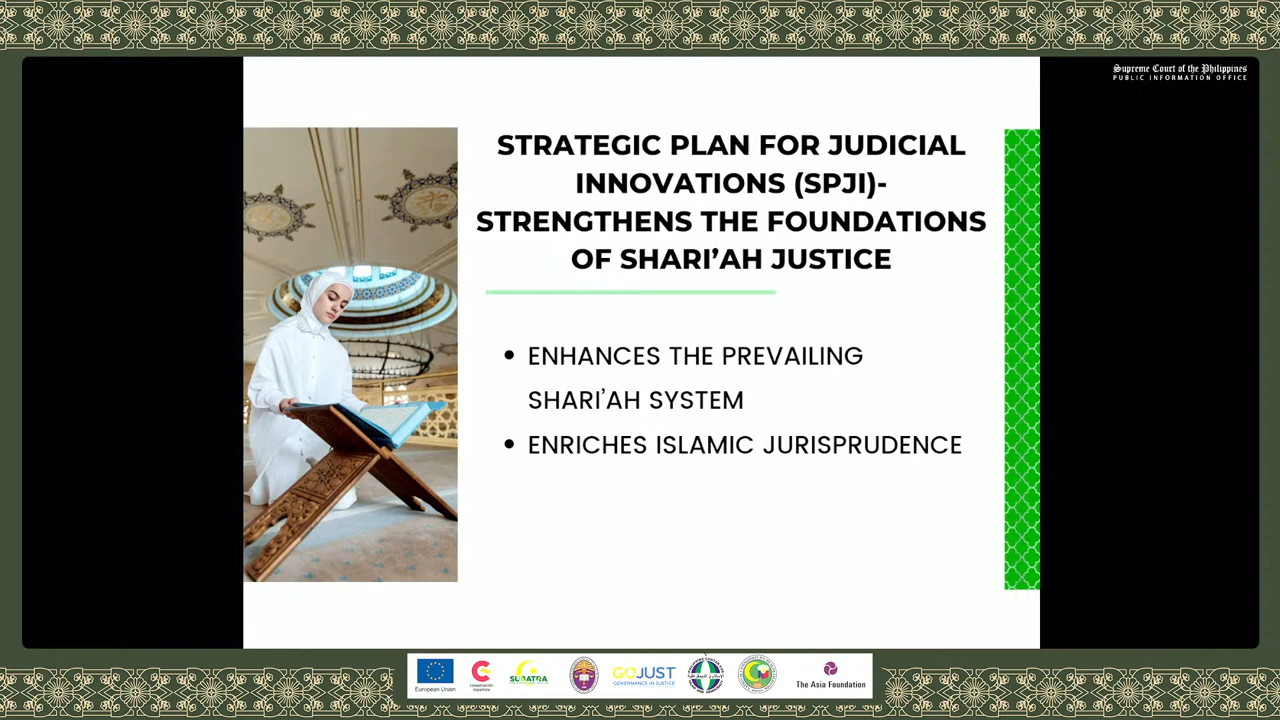 Supreme Court of the Philippines
PUBLIC INFORMATION OFFICE
STRATEGIC PLAN FOR JUDICIAL
INNOVATIONS (SPJI)-
STRENGTHENS THE FOUNDATIONS
OF SHARI’AH JUSTICE
• ENHANCES THE PREVAILING
SHARI’AH SYSTEM
• ENRICHES ISLAMIC JURISPRUDENCE
European Union
cooperación
española
SUBATRA
GOJUST
GOVERNANCE IN JUSTICE
The Asia Foundation